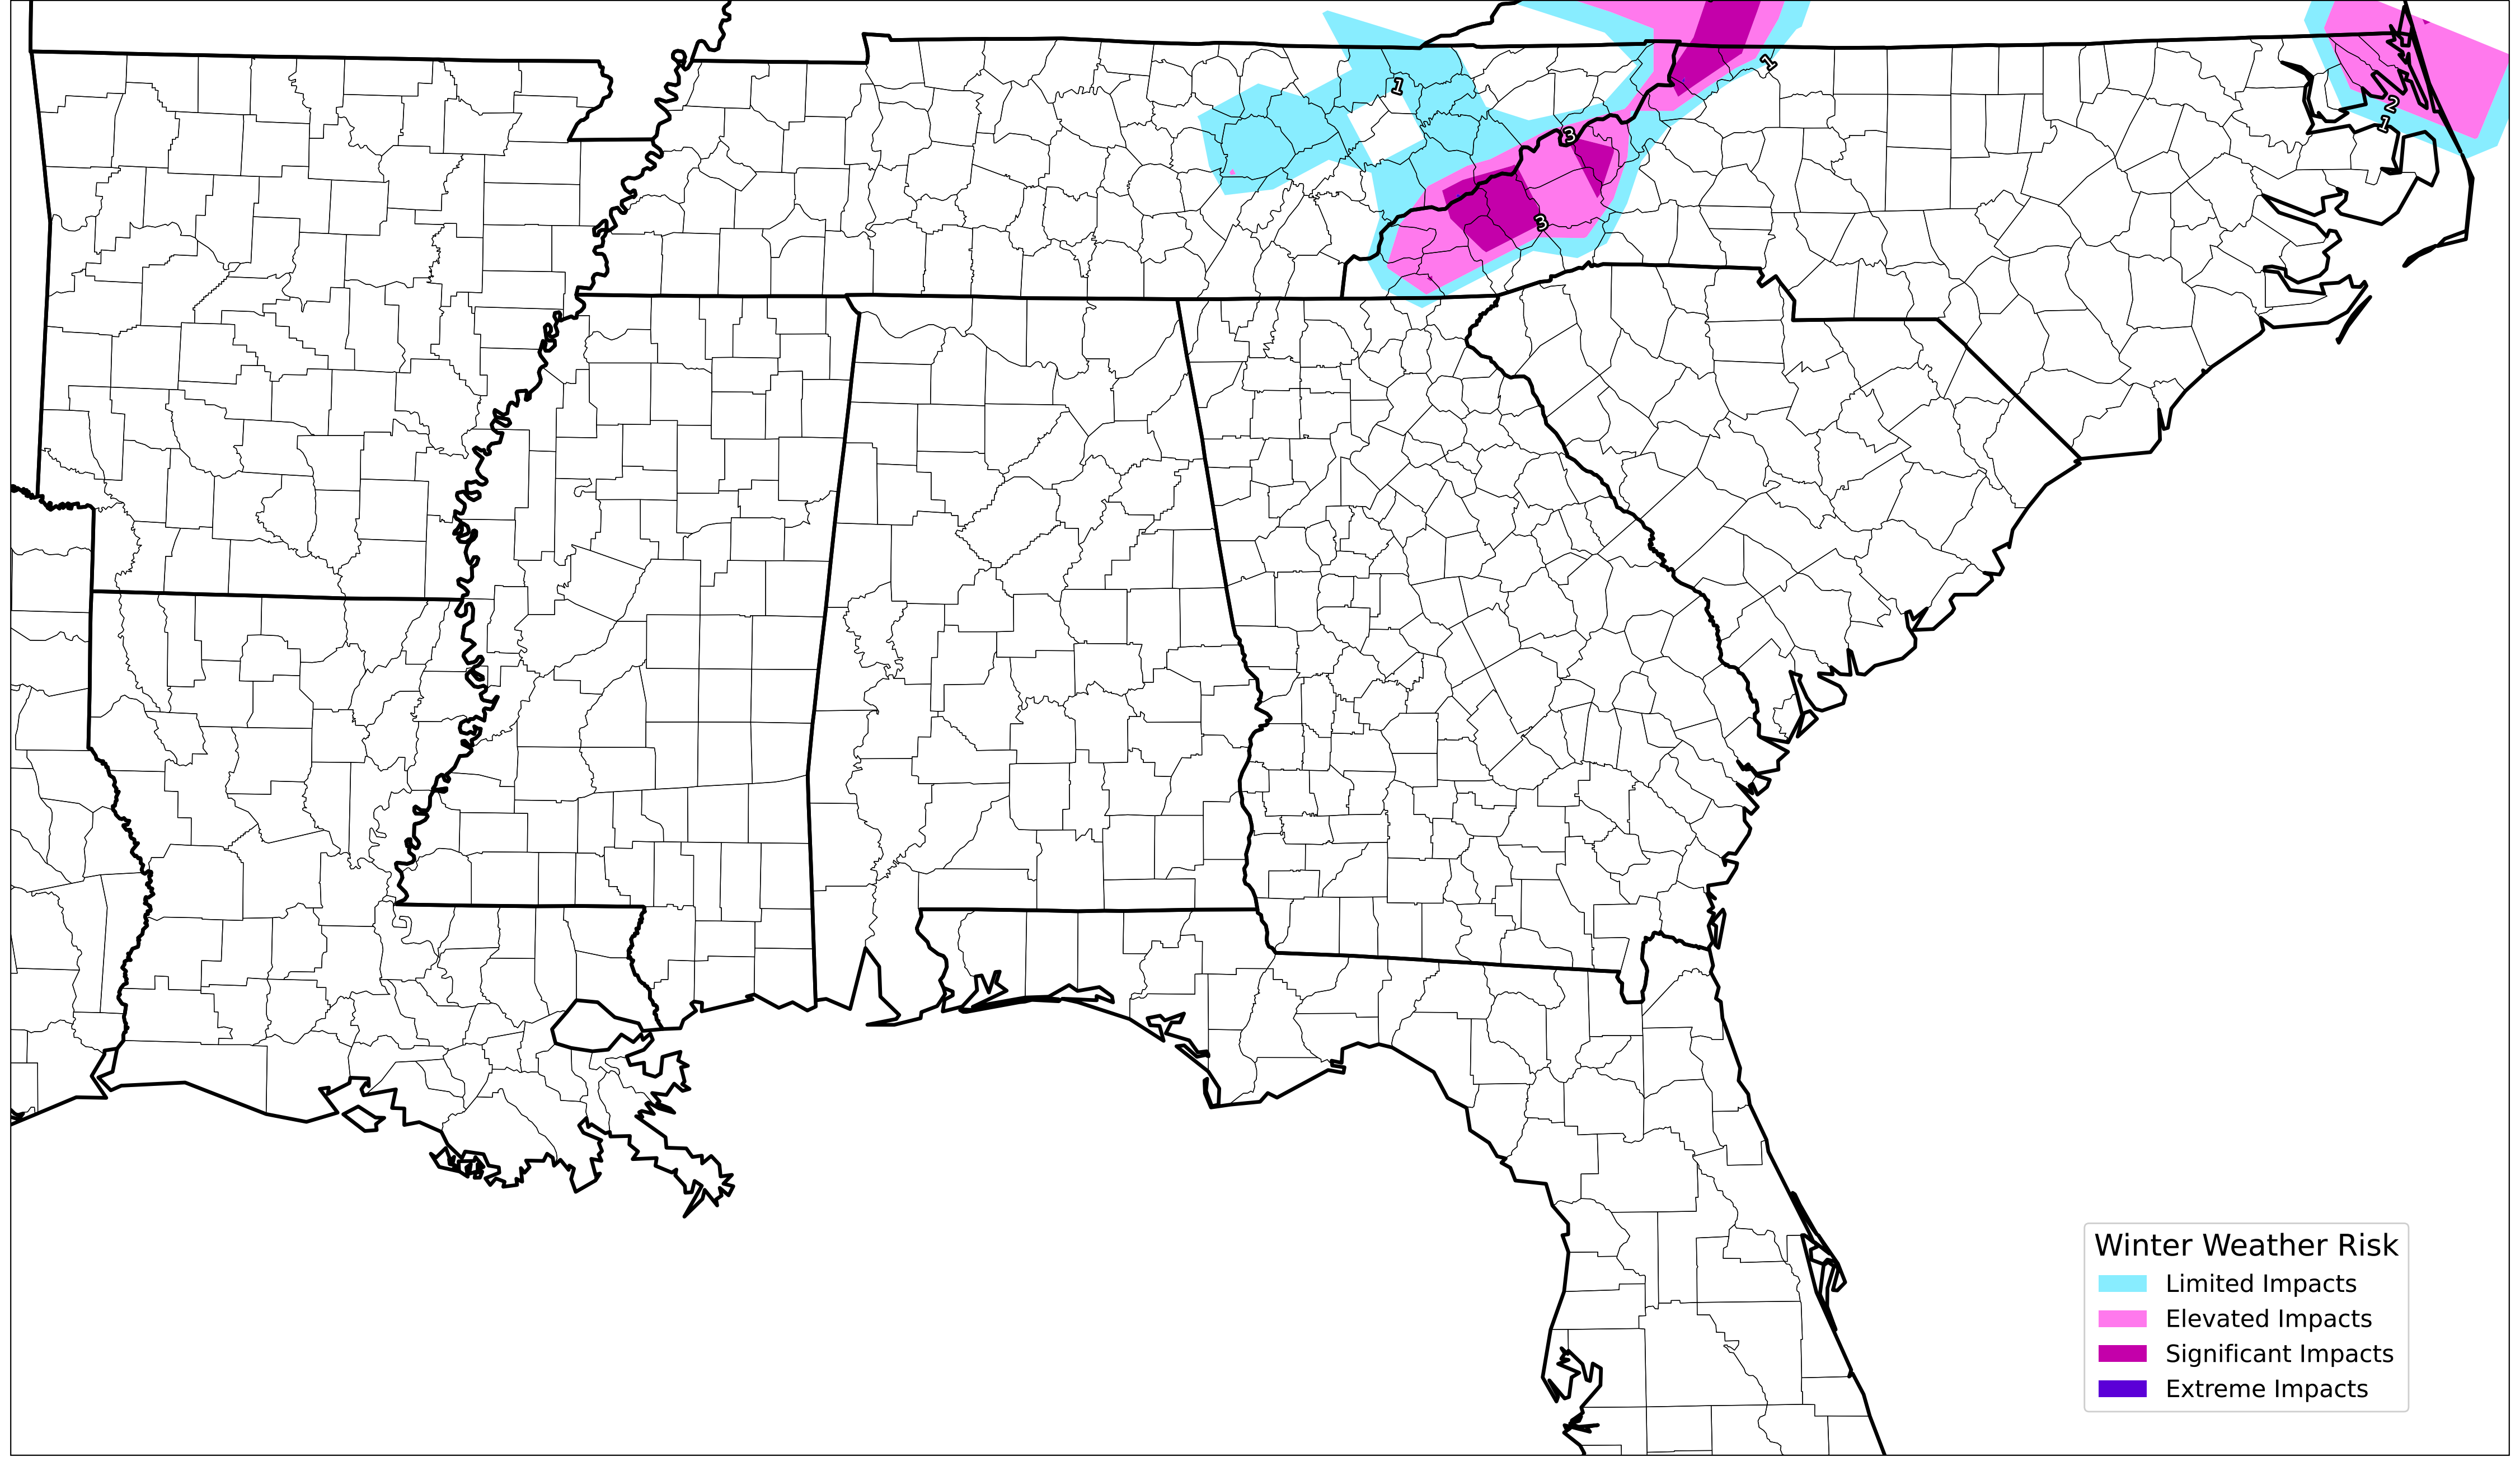 1
1
2
1
3
3
Winter Weather Risk
Limited Impacts
Elevated Impacts
Significant Impacts
Extreme Impacts